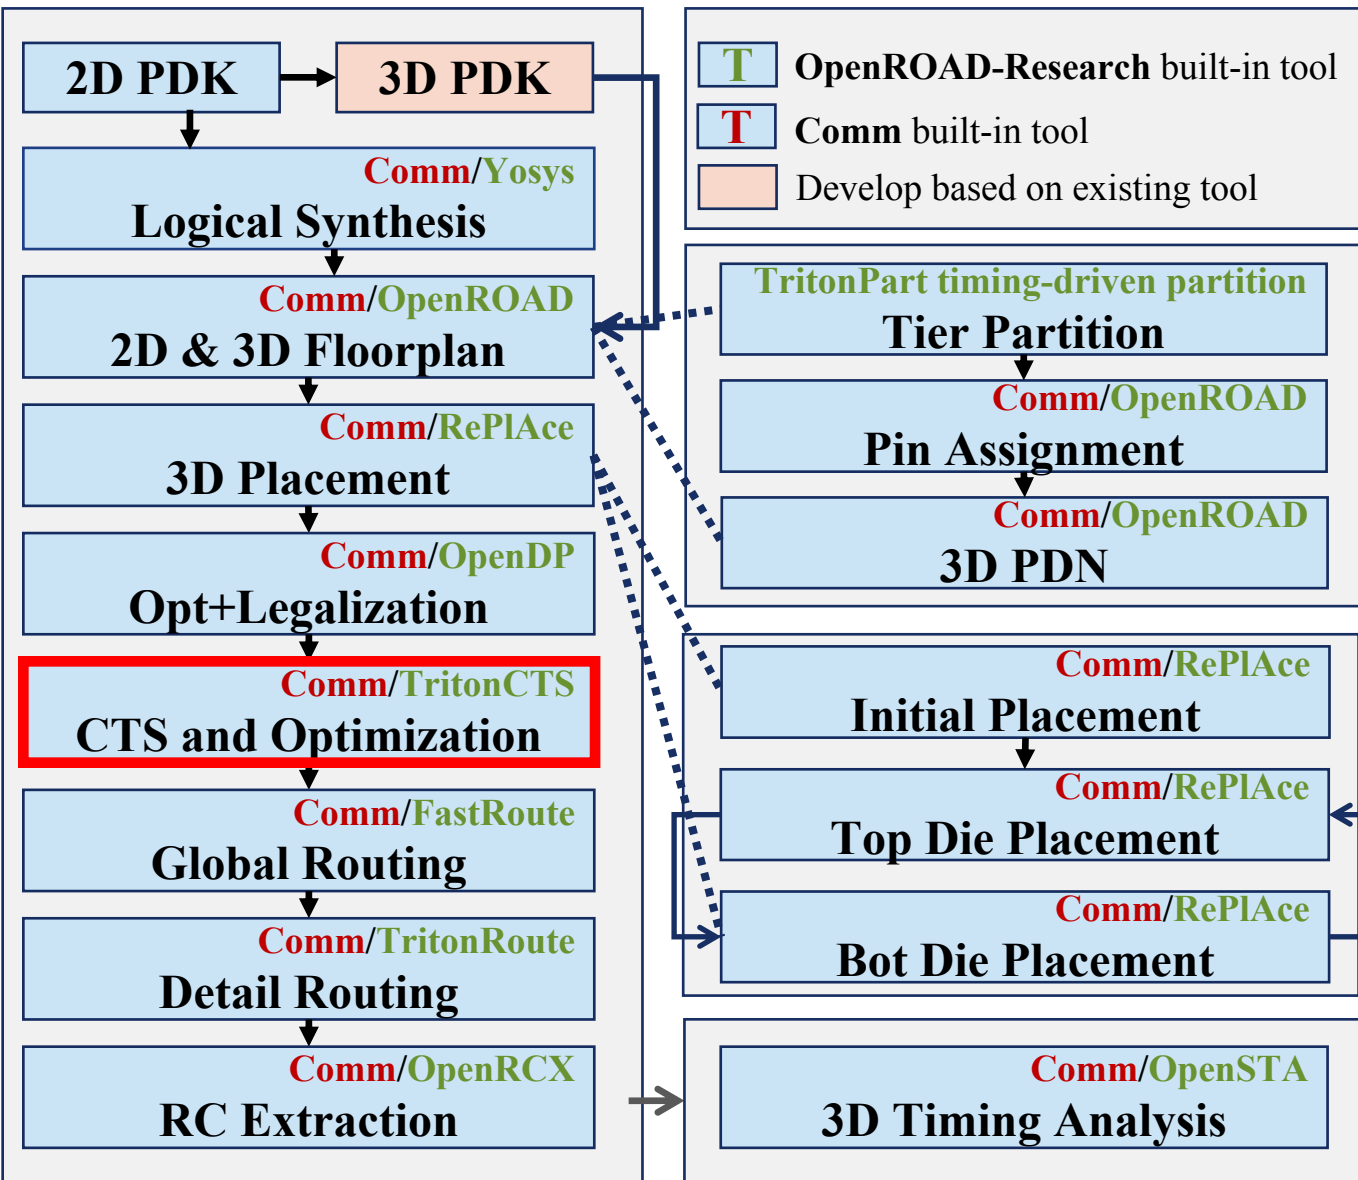 2D PDK
3D PDK
Comm/Yosys
Logical Synthesis
Comm/OpenROAD
2D & 3D Floorplan
Comm/RePlAce
3D Placement
Comm/OpenDP
Opt+Legalization
Comm/TritonCTS
CTS and Optimization
Comm/FastRoute
Global Routing
Comm/TritonRoute
Detail Routing
Comm/OpenRCX
RC Extraction
T OpenROAD-Research built-in tool
T Comm built-in tool
Develop based on existing tool
TritonPart timing-driven partition
Tier Partition
Comm/OpenROAD
Pin Assignment
Comm/OpenROAD
3D PDN
Comm/RePlAce
Initial Placement
Comm/RePlAce
Top Die Placement
Comm/RePlAce
Bot Die Placement
Comm/OpenSTA
3D Timing Analysis